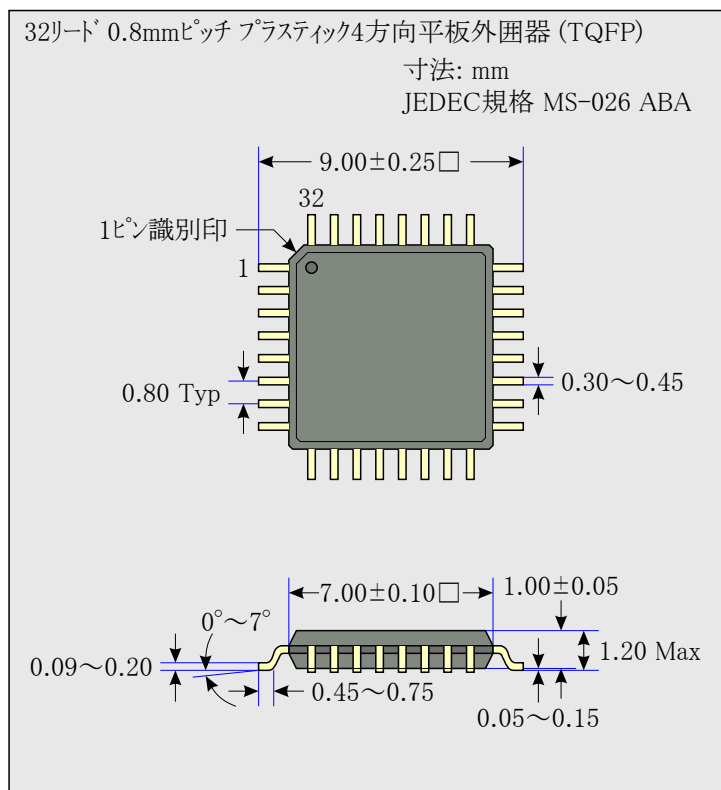 32リード 0.8mmピッチ プラスティック4方向平板外囲器 (TQFP)
寸法: mm
JEDEC規格 MS-026 ABA
9.00±0.25□
32
1ピン識別印
1
0.80 Typ
0.30～0.45
7.00±0.10□
1.00±0.05
0°～7°
1.20 Max
0.09～0.20
0.45～0.75
0.05～0.15